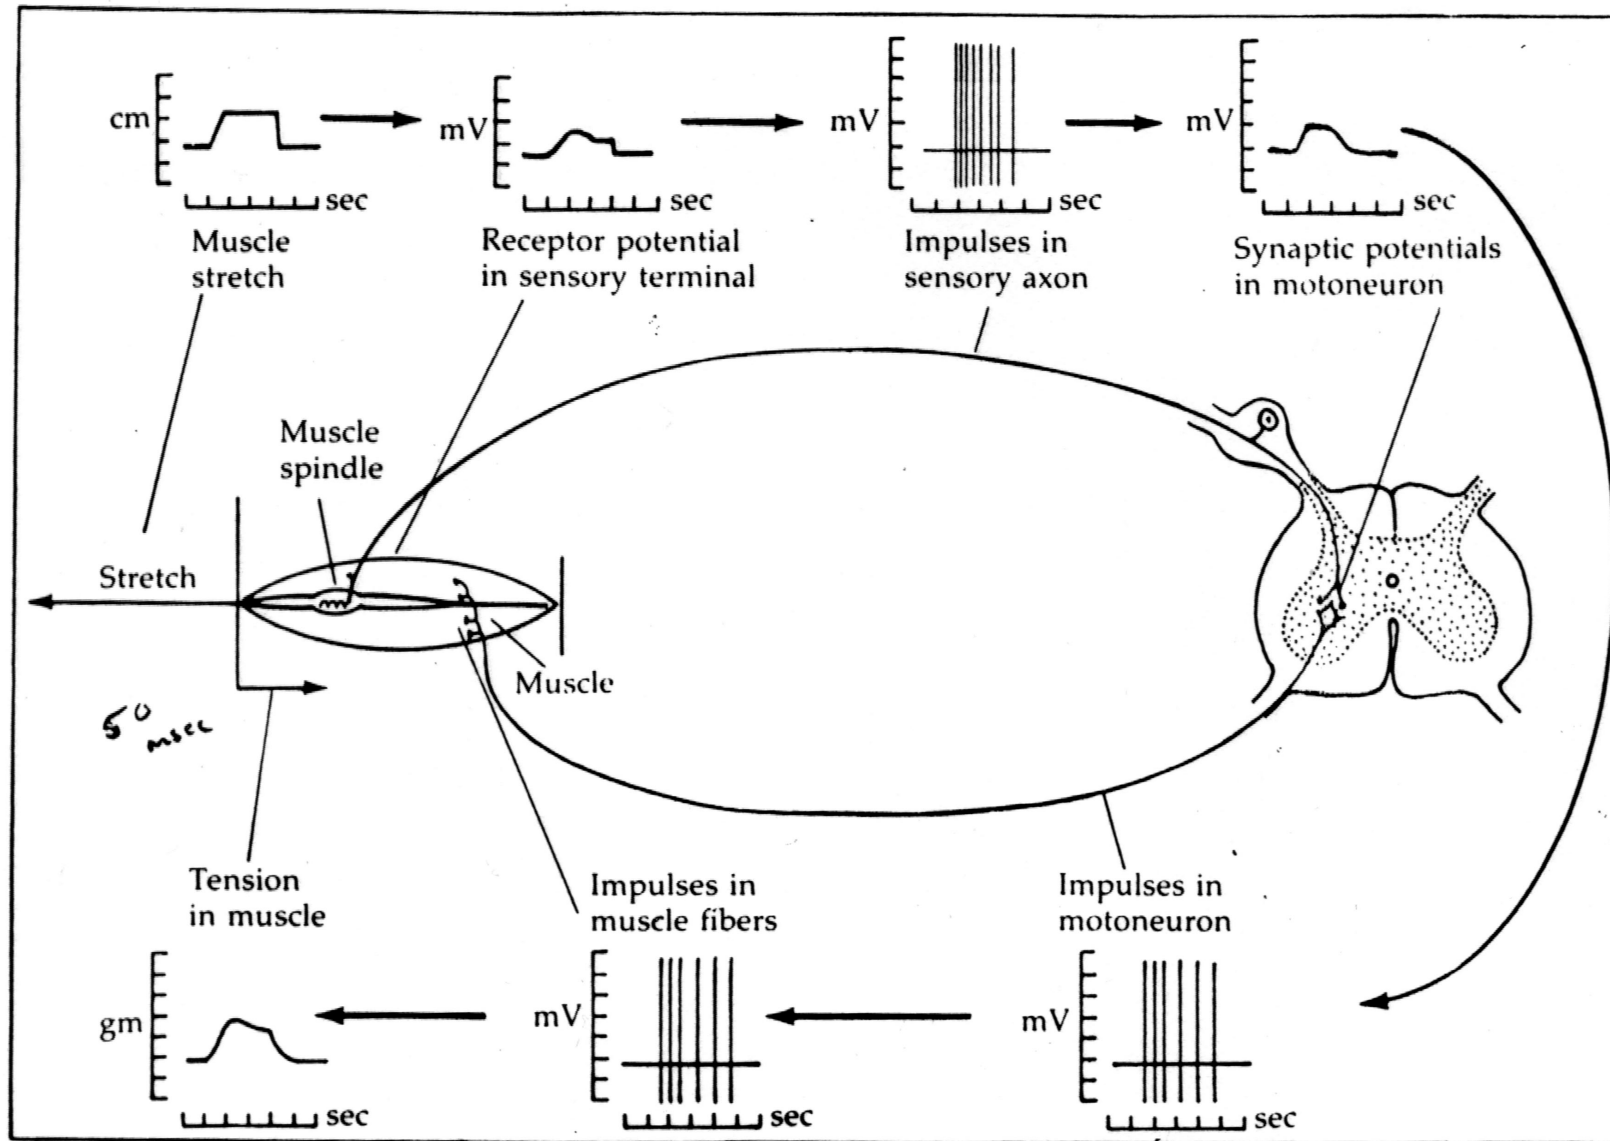 cm
sec
Muscle
stretch
mV
sec
Receptor potential
in sensory terminal
mV
sec
Impulses in
sensory axon
mV
sec
Synaptic potentials
in motoneuron
Muscle
spindle
Stretch
Muscle
50
msec
Tension
in muscle
gm
sec
Impulses in
muscle fibers
mV
sec
Impulses in
motoneuron
mV
sec